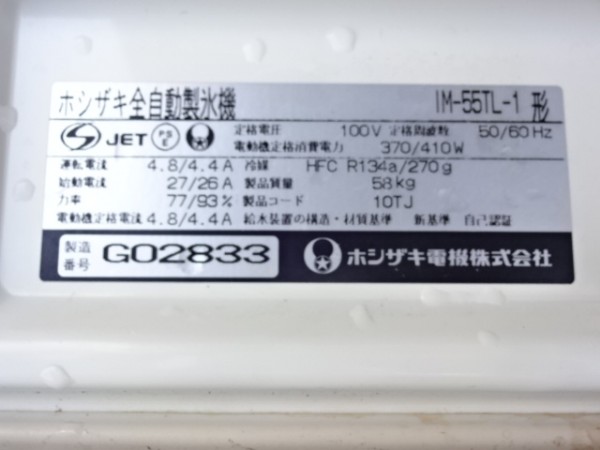 ホシザキ全自動製氷機 IM-55TL-1 形
JET PS E 定格電圧 100V 定格周波数 50/60Hz
電動機定格消費電力 370/410W
運転電流 4.8/4.4A 冷媒 HFC R134a/270g
始動電流 27/26A 製品質量 58kg
力率 77/93% 製品コード 10TJ
電動機定格電流 4.8/4.4A 給水装置の構造・材質基準 新基準 自己認証
製造番号 G02833 ホシザキ電機株式会社